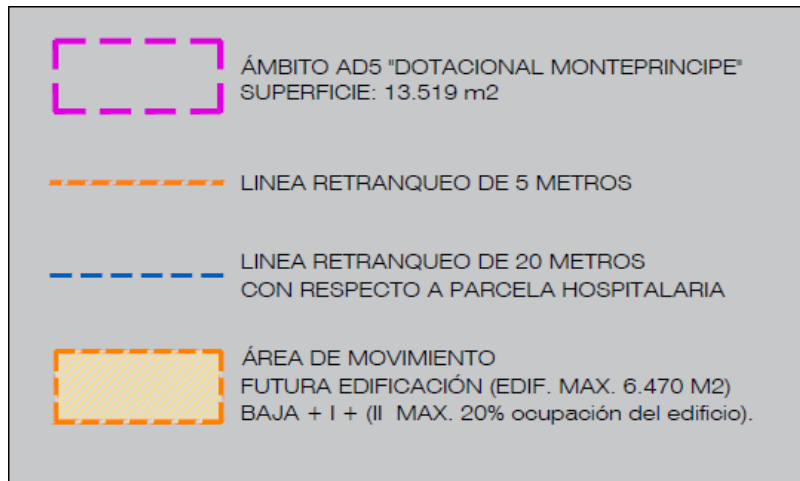 ÁMBITO AD5 "DOTACIONAL MONTEPRINCIPE"
SUPERFICIE: 13.519 m2
LINEA RETRANQUEO DE 5 METROS
LINEA RETRANQUEO DE 20 METROS
CON RESPECTO A PARCELA HOSPITALARIA
ÁREA DE MOVIMIENTO
FUTURA EDIFICACIÓN (EDIF. MAX. 6.470 M2)
BAJA + I + (II MAX. 20% ocupación del edificio).